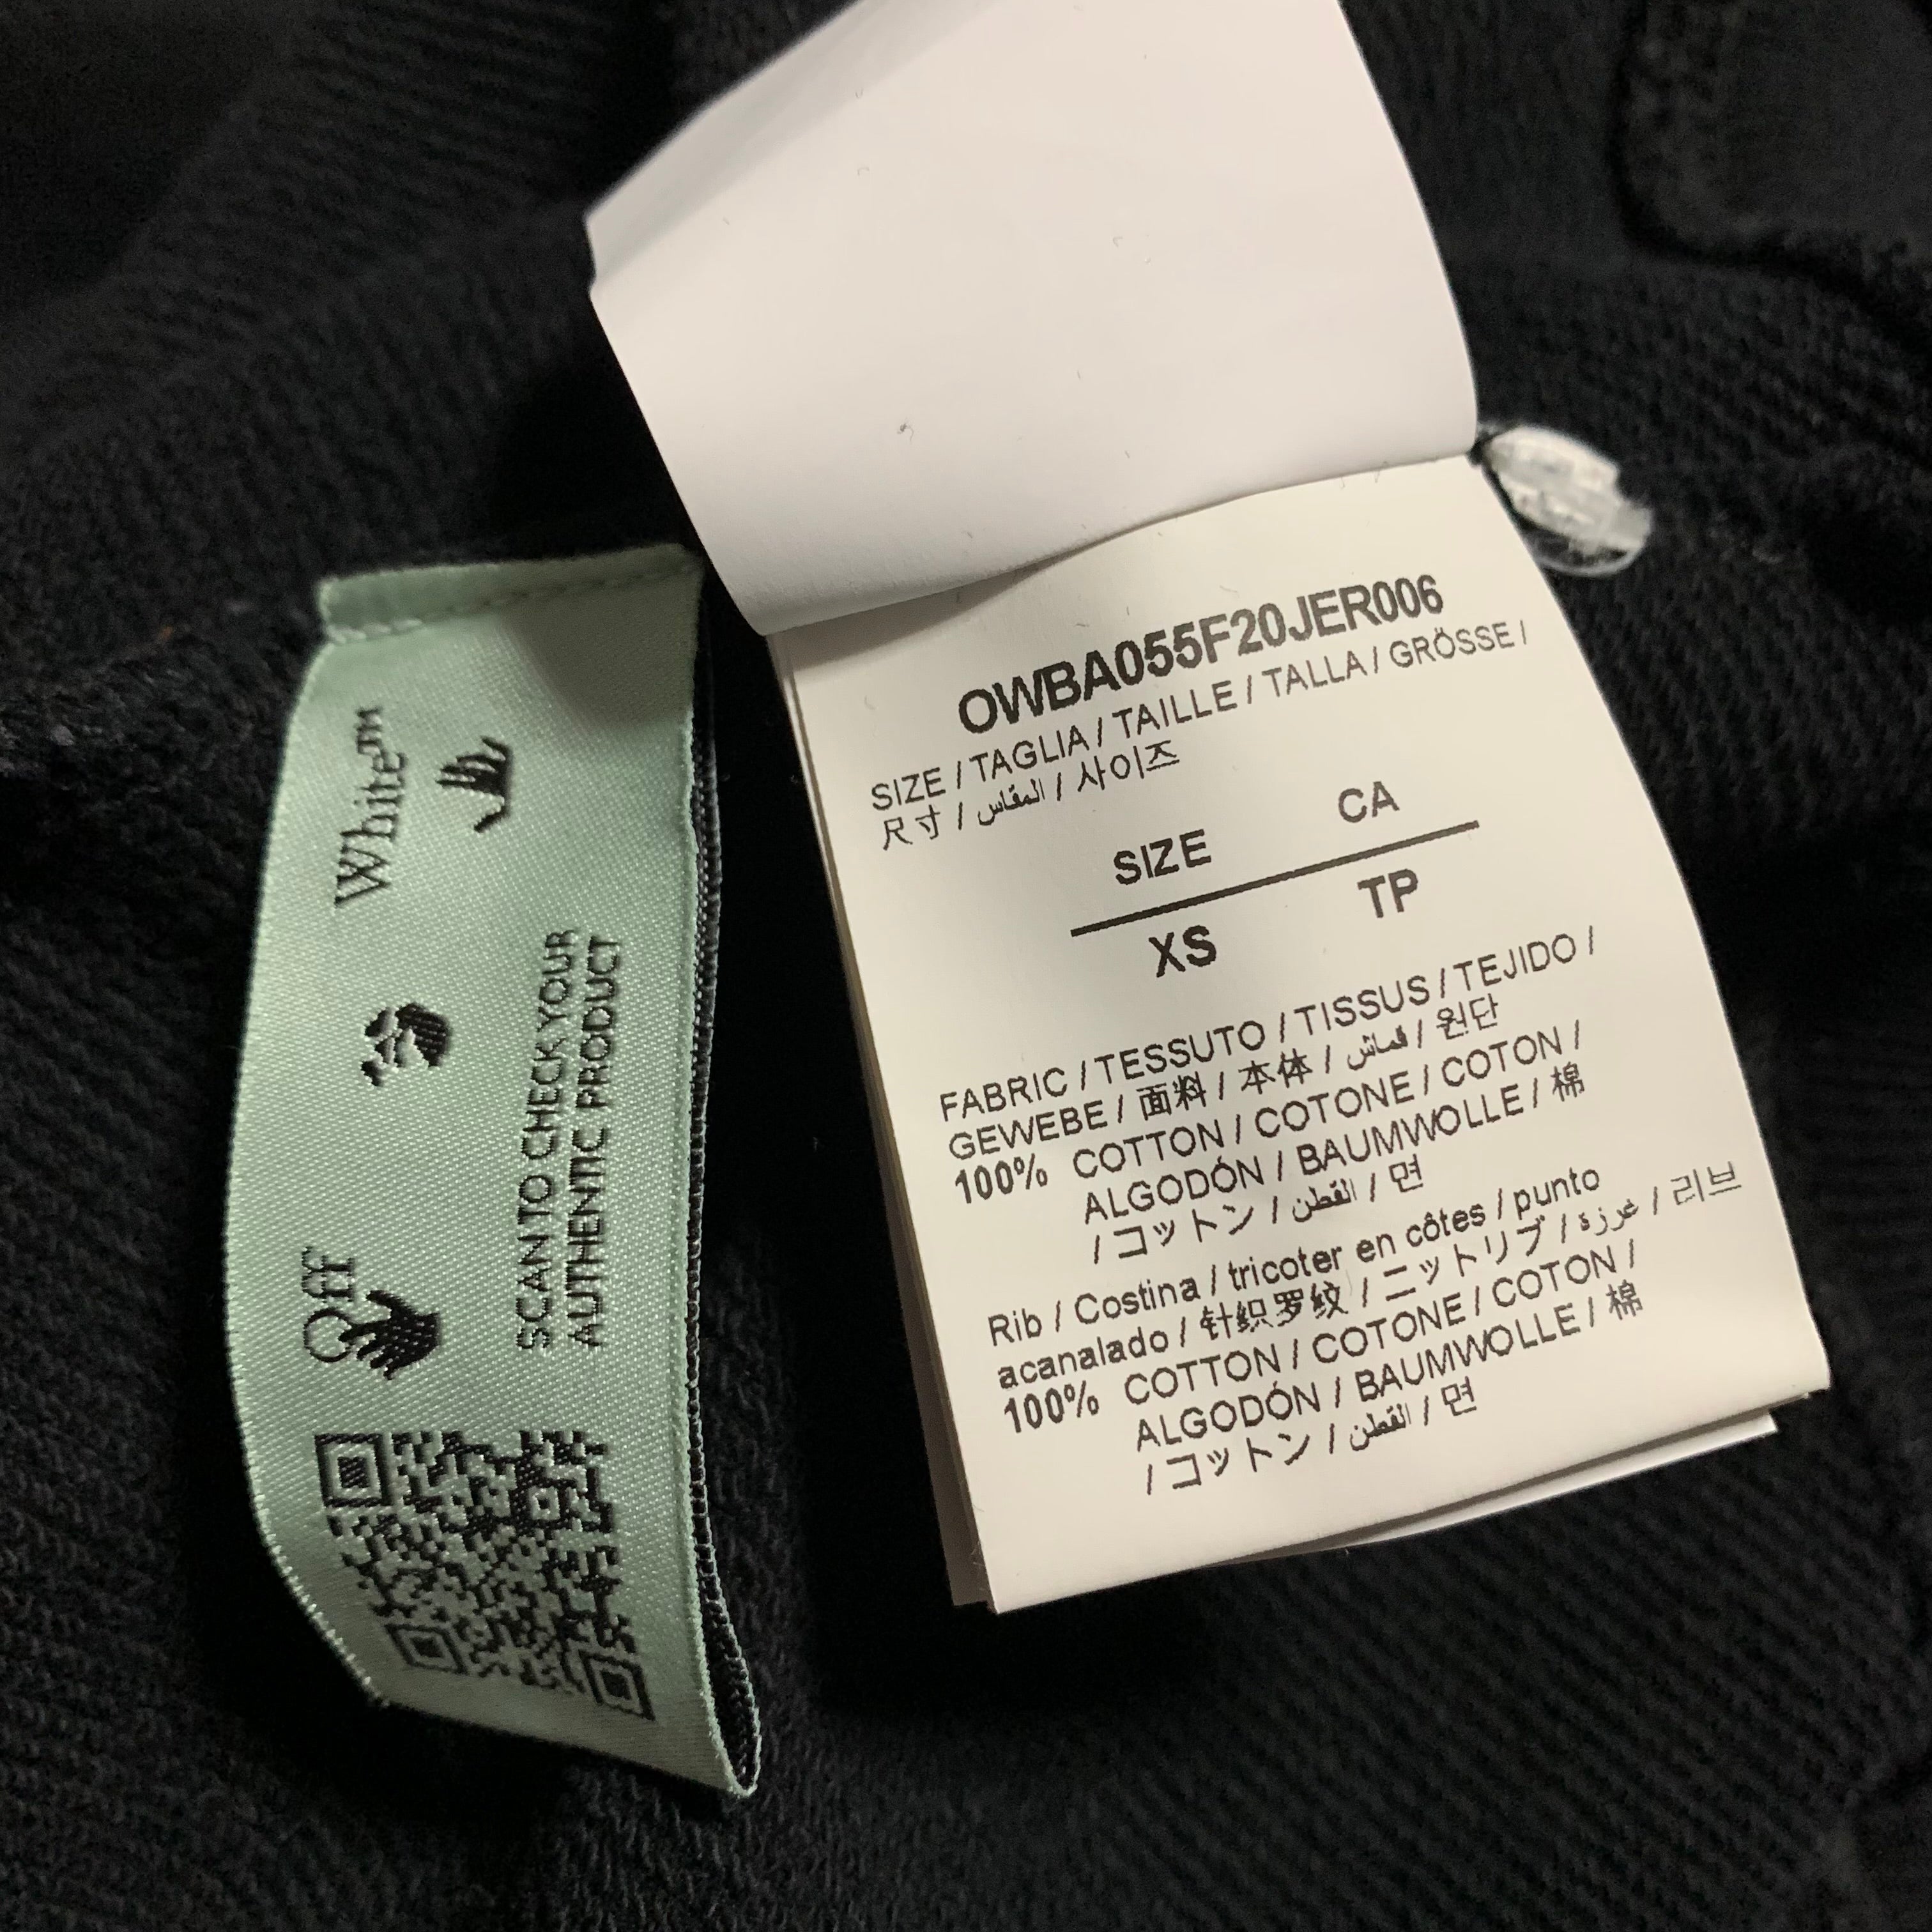 Off White™
SCAN TO CHECK YOUR
AUTHENTIC PRODUCT
OWBA055F20JER006
SIZE / TAGLIA / TAILLE / TALLA / GRÖSSE /
尺寸 / المقاس / 사이즈
SIZE CA
XS TP
FABRIC / TESSUTO / TISSUS / TEJIDO /
GEWEBE / 面料 / 本体 / قماش / 원단
100% COTTON / COTONE / COTON /
ALGODÓN / BAUMWOLLE / 棉
/ コットン / القطن / 면
Rib / Costina / tricoter en côtes / punto
acanalado / 针织罗纹 / ニットリブ / غرزة / 리브
100% COTTON / COTONE / COTON /
ALGODÓN / BAUMWOLLE / 棉
/ コットン / القطن / 면